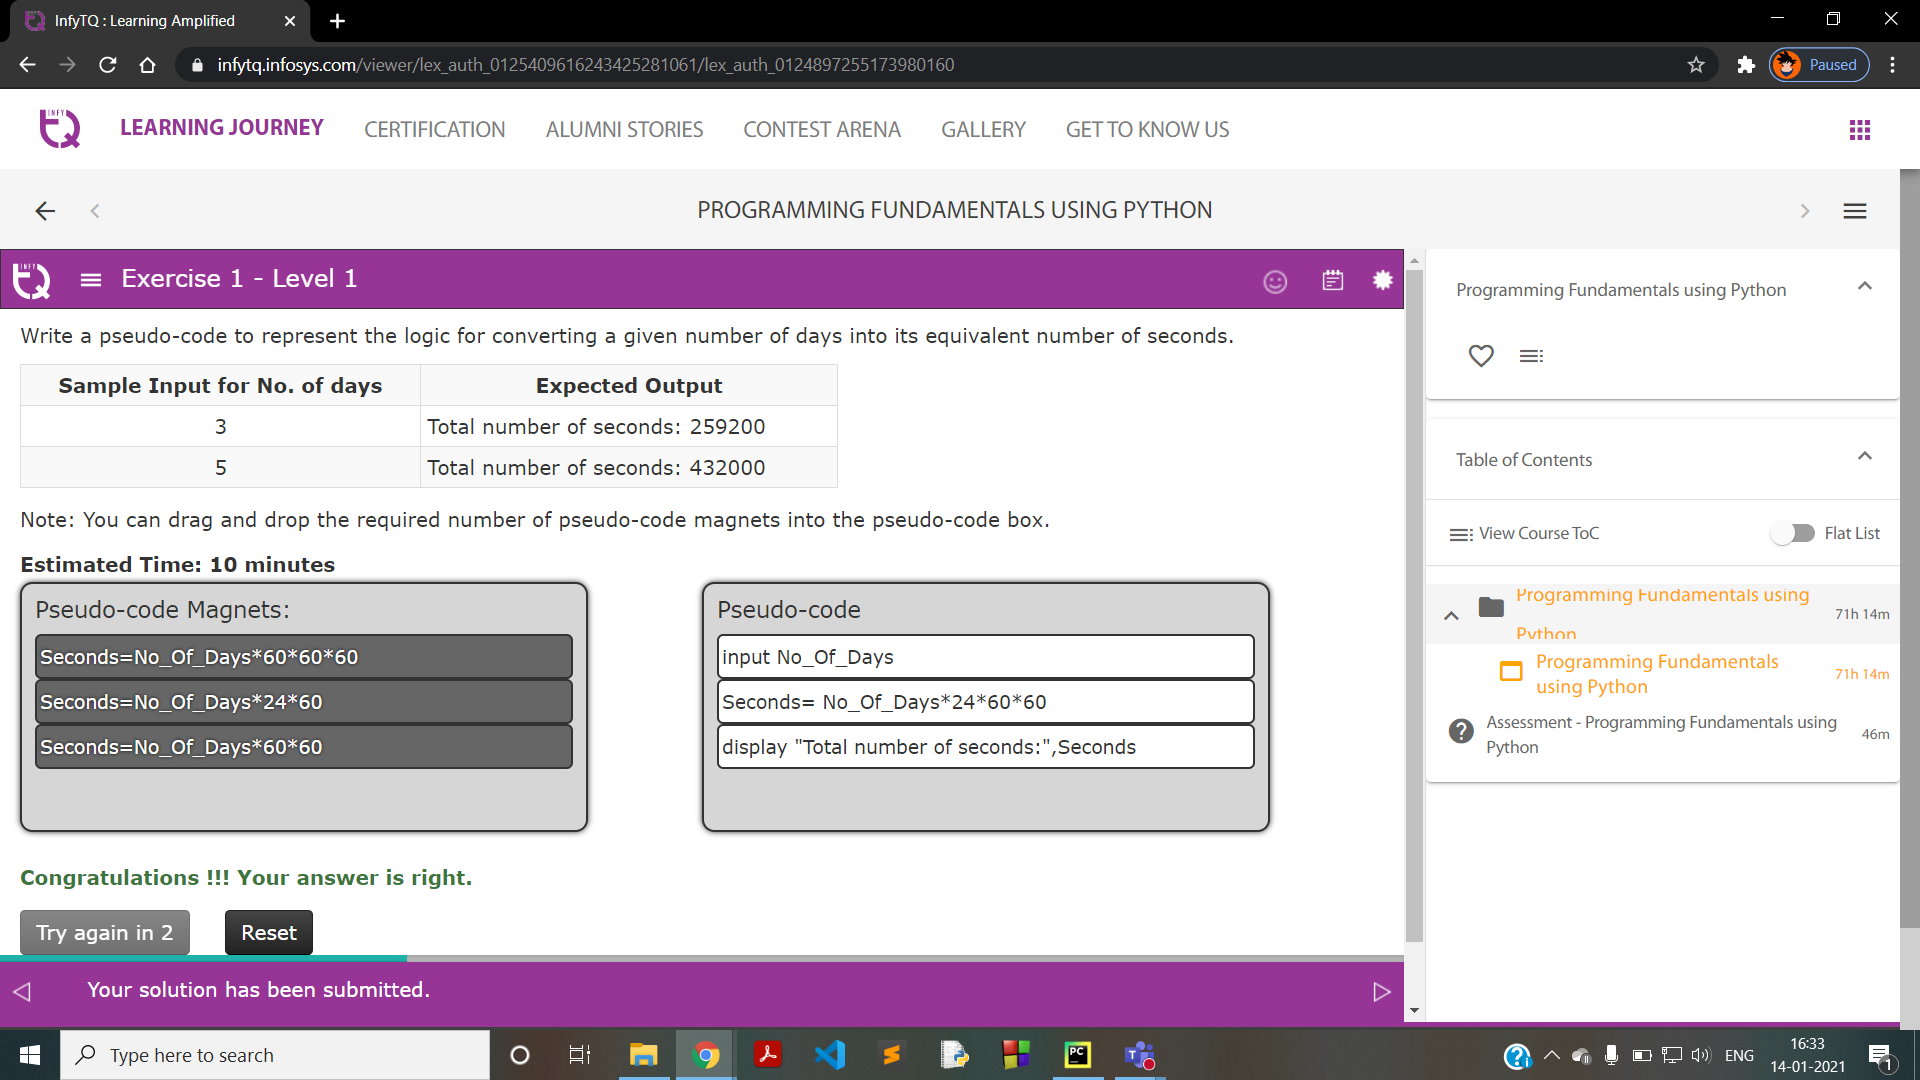 InfyTQ : Learning Amplified
infytq.infosys.com/viewer/lex_auth_0125409616243425281061/lex_auth_0124897255173980160
Paused
INFY
TQ
LEARNING JOURNEY
CERTIFICATION
ALUMNI STORIES
CONTEST ARENA
GALLERY
GET TO KNOW US
PROGRAMMING FUNDAMENTALS USING PYTHON
INFY
TQ
Exercise 1 - Level 1
Write a pseudo-code to represent the logic for converting a given number of days into its equivalent number of seconds.
Sample Input for No. of days Expected Output
3 Total number of seconds: 259200
5 Total number of seconds: 432000
Note: You can drag and drop the required number of pseudo-code magnets into the pseudo-code box.
Estimated Time: 10 minutes
Pseudo-code Magnets:
Seconds=No_Of_Days*60*60*60
Seconds=No_Of_Days*24*60
Seconds=No_Of_Days*60*60
Pseudo-code
input No_Of_Days
Seconds= No_Of_Days*24*60*60
display "Total number of seconds:",Seconds
Congratulations !!! Your answer is right.
Try again in 2
Reset
Your solution has been submitted.
Programming Fundamentals using Python
Table of Contents
View Course ToC
Flat List
Programming Fundamentals using
Python
71h 14m
Programming Fundamentals
using Python
71h 14m
Assessment - Programming Fundamentals using
Python
46m
Type here to search
PC
T
ENG
16:33
14-01-2021
1